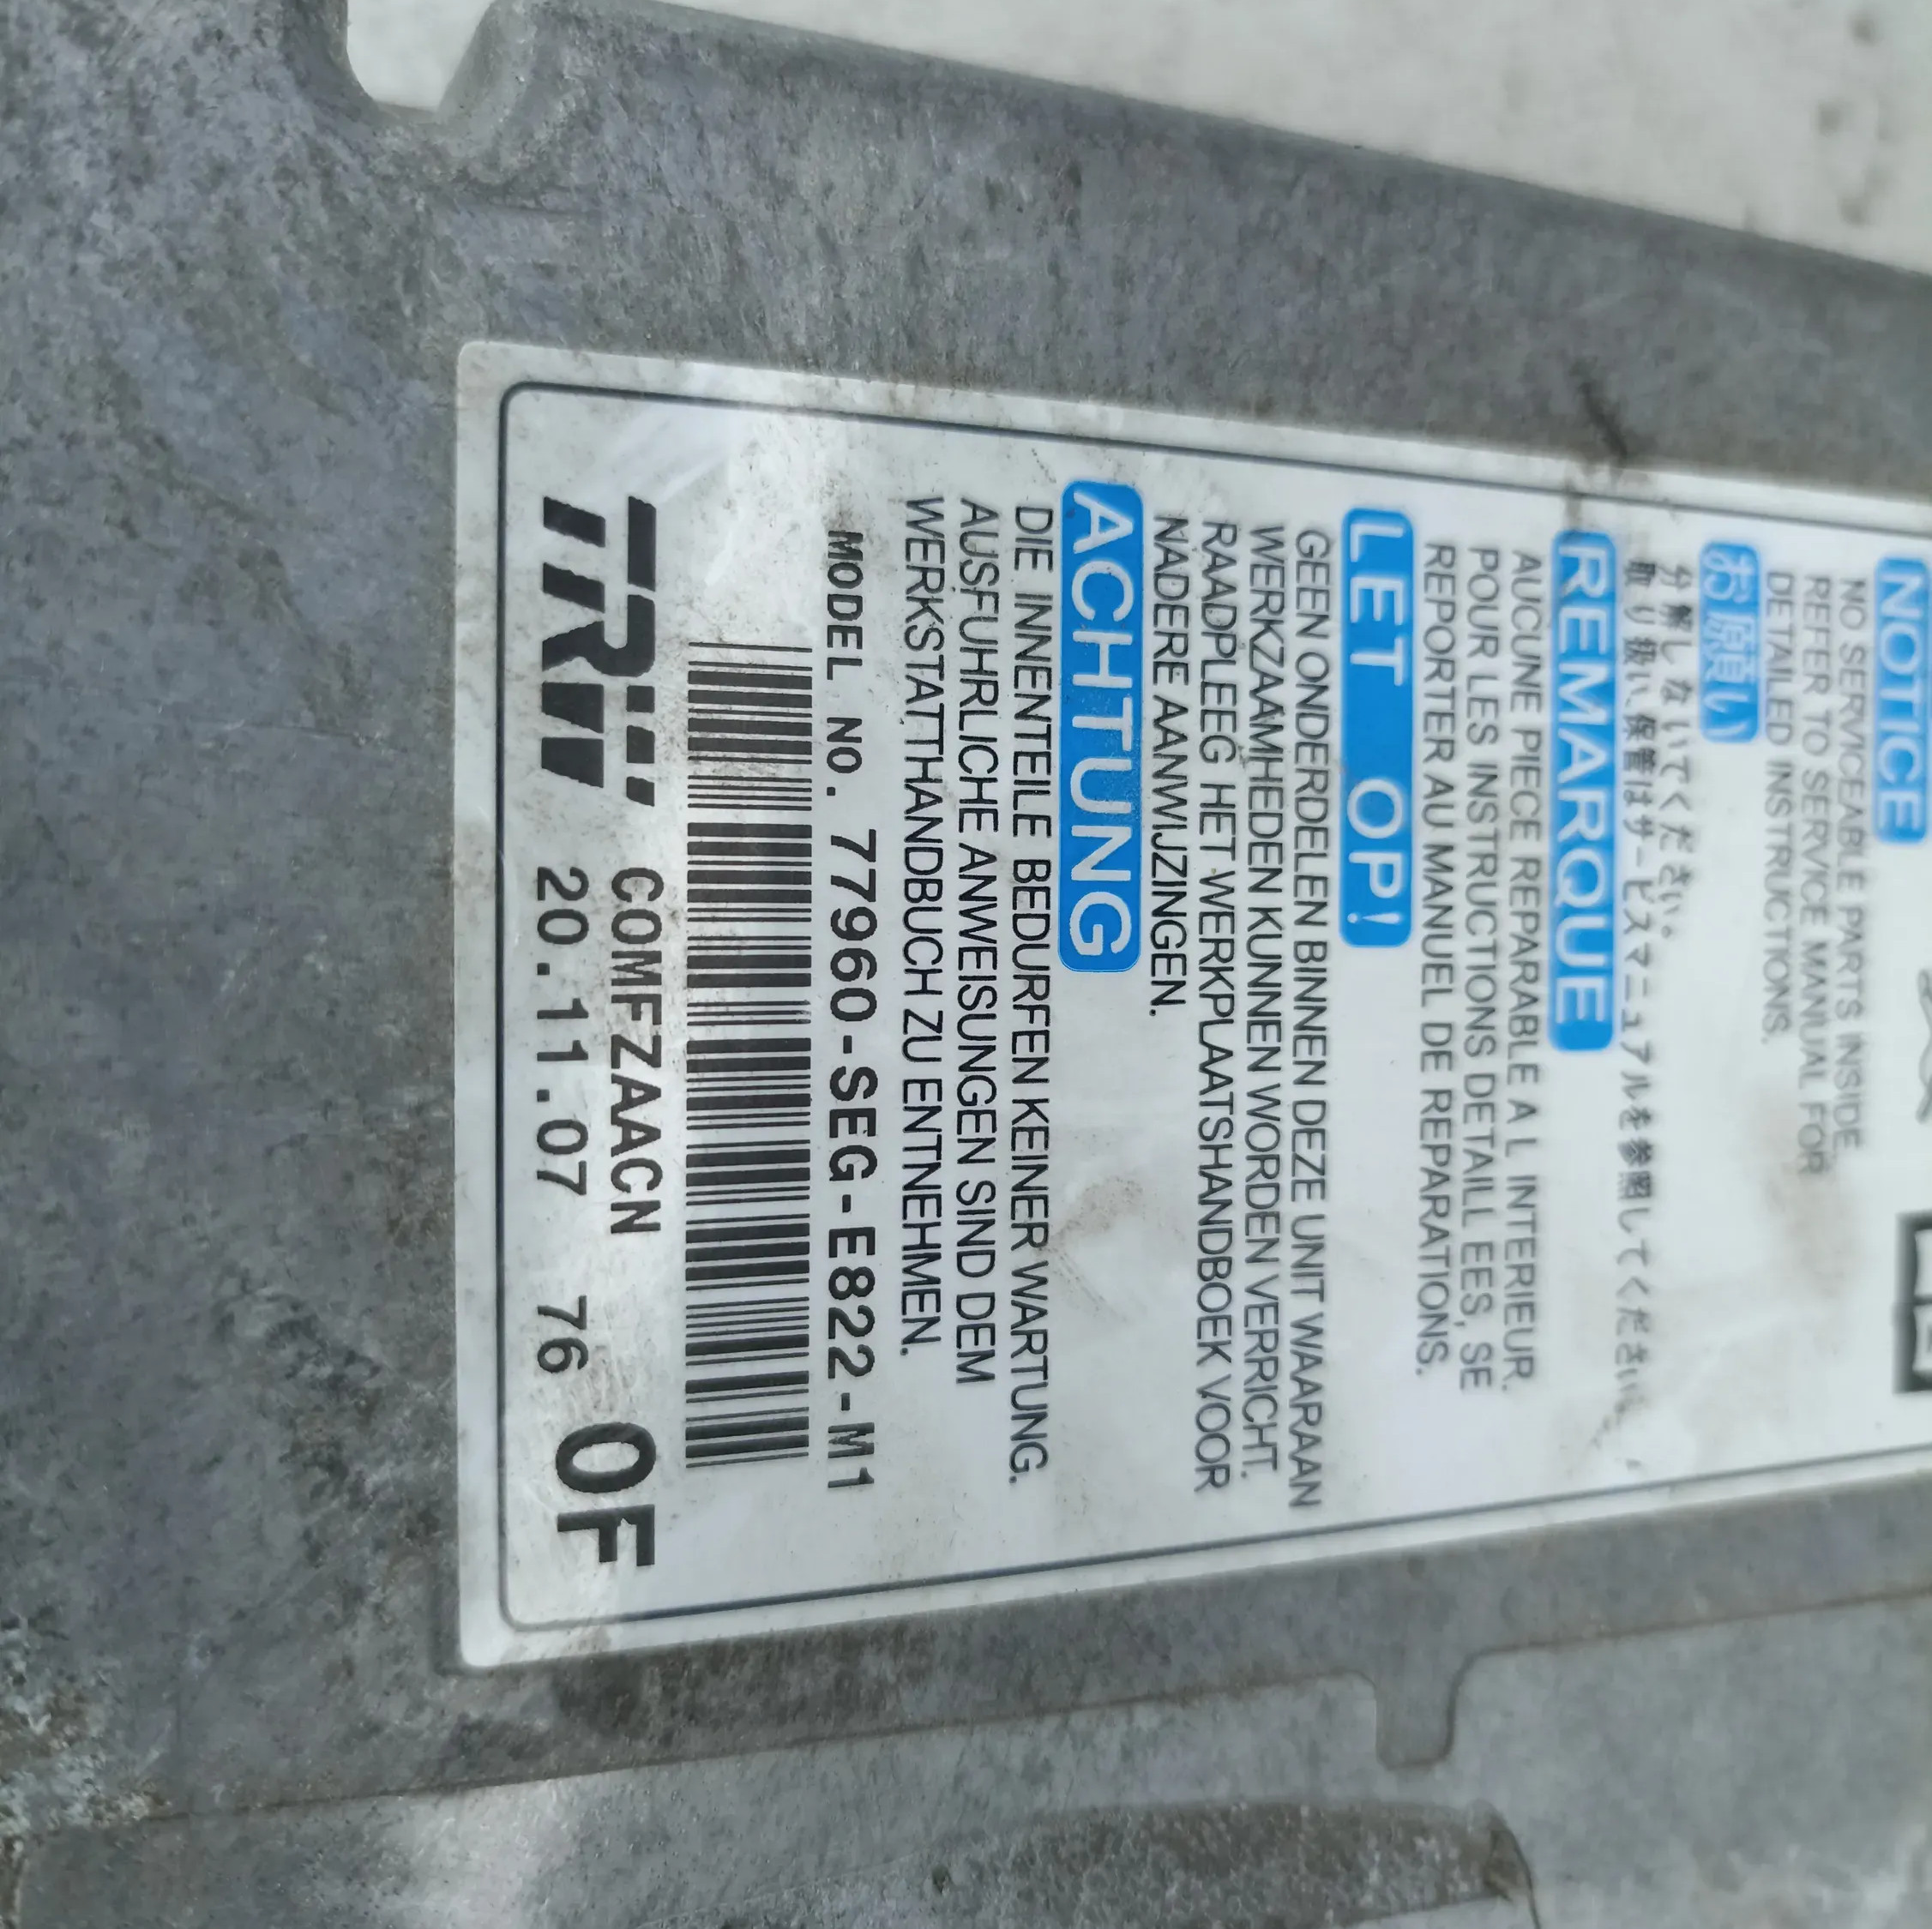 NOTICE
NO SERVICEABLE PARTS INSIDE.
REFER TO SERVICE MANUAL FOR
DETAILED INSTRUCTIONS.
お願い
分解しないでください。
取り扱い、保管はサービスマニュアルを参照してください。
REMARQUE
AUCUNE PIECE REPARABLE A L INTERIEUR.
POUR LES INSTRUCTIONS DETAILL EES, SE
REPORTER AU MANUEL DE REPARATIONS.
LET OP!
GEEN ONDERDELEN BINNEN DEZE UNIT WAARAAN
WERKZAAMHEDEN KUNNEN WORDEN VERRICHT.
RAADPLEEG HET WERKPLAATSHANDBOEK VOOR
NADERE AANWIJZINGEN.
ACHTUNG
DIE INNENTEILE BEDURFEN KEINER WARTUNG.
AUSFUHRLICHE ANWEISUNGEN SIND DEM
WERKSTATTHANDBUCH ZU ENTNEHMEN.
MODEL NO. 77960-SEG-E822-M1
TRW COMFZAACN OF
20.11.07 76